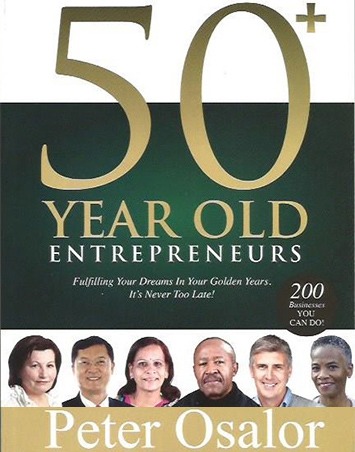 50+
YEAR OLD
ENTREPRENEURS
Fulfilling Your Dreams In Your Golden Years.
It's Never Too Late!
200
Businesses
YOU
CAN DO!
Peter Osalor